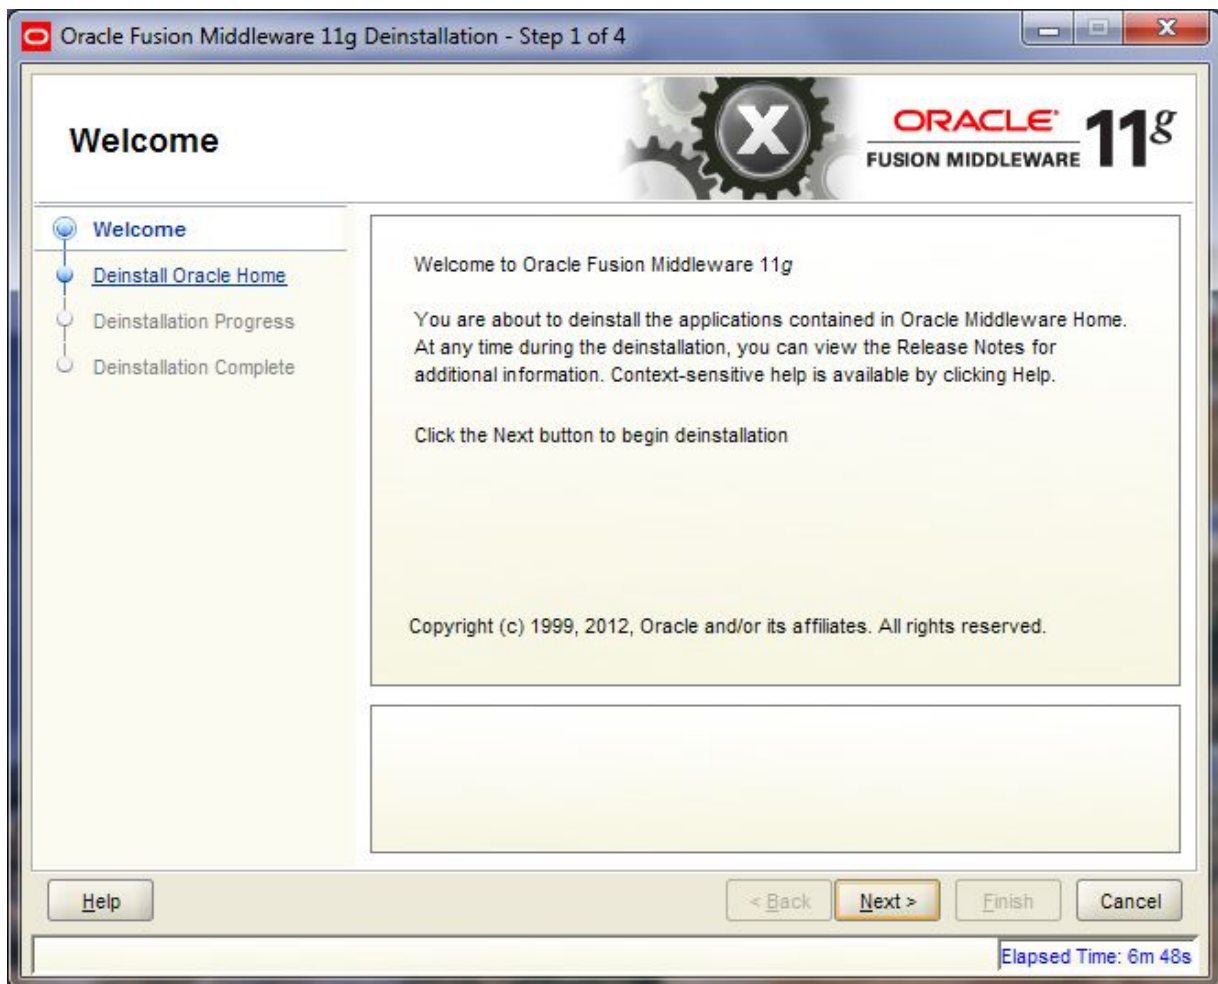 Oracle Fusion Middleware 11g Deinstallation - Step 1 of 4
Welcome
X
ORACLE
FUSION MIDDLEWARE
11g
Welcome
Deinstall Oracle Home
Deinstallation Progress
Deinstallation Complete
Welcome to Oracle Fusion Middleware 11g
You are about to deinstall the applications contained in Oracle Middleware Home.
At any time during the deinstallation, you can view the Release Notes for
additional information. Context-sensitive help is available by clicking Help.
Click the Next button to begin deinstallation
Copyright (c) 1999, 2012, Oracle and/or its affiliates. All rights reserved.
Help
< Back
Next >
Finish
Cancel
Elapsed Time: 6m 48s